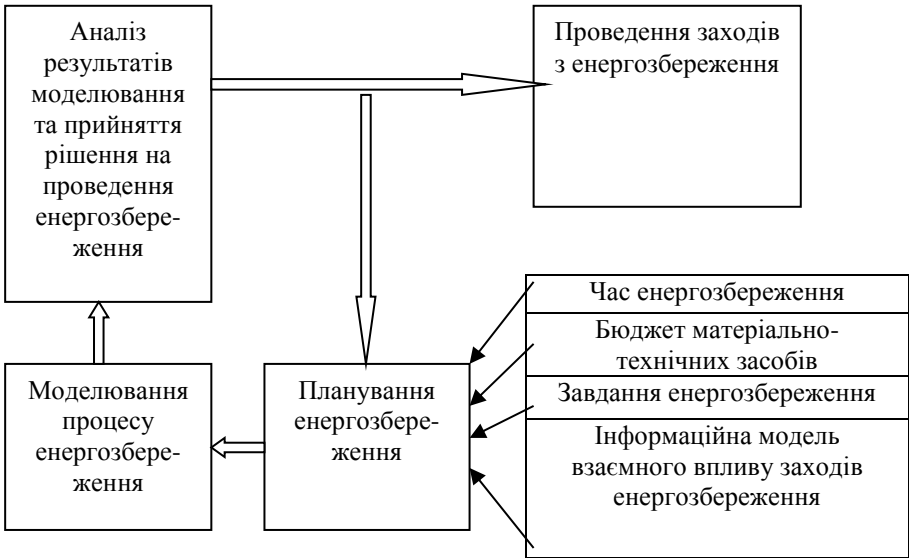 Аналіз
результатів
моделювання
та прийняття
рішення на
проведення
енергозбере-
ження
Проведення заходів
з енергозбереження
Час енергозбереження
Бюджет матеріально-
технічних засобів
Завдання енергозбереження
Інформаційна модель
взаємного впливу заходів
енергозбереження
Моделювання
процесу
енергозбере-
ження
Планування
енергозбере-
ження